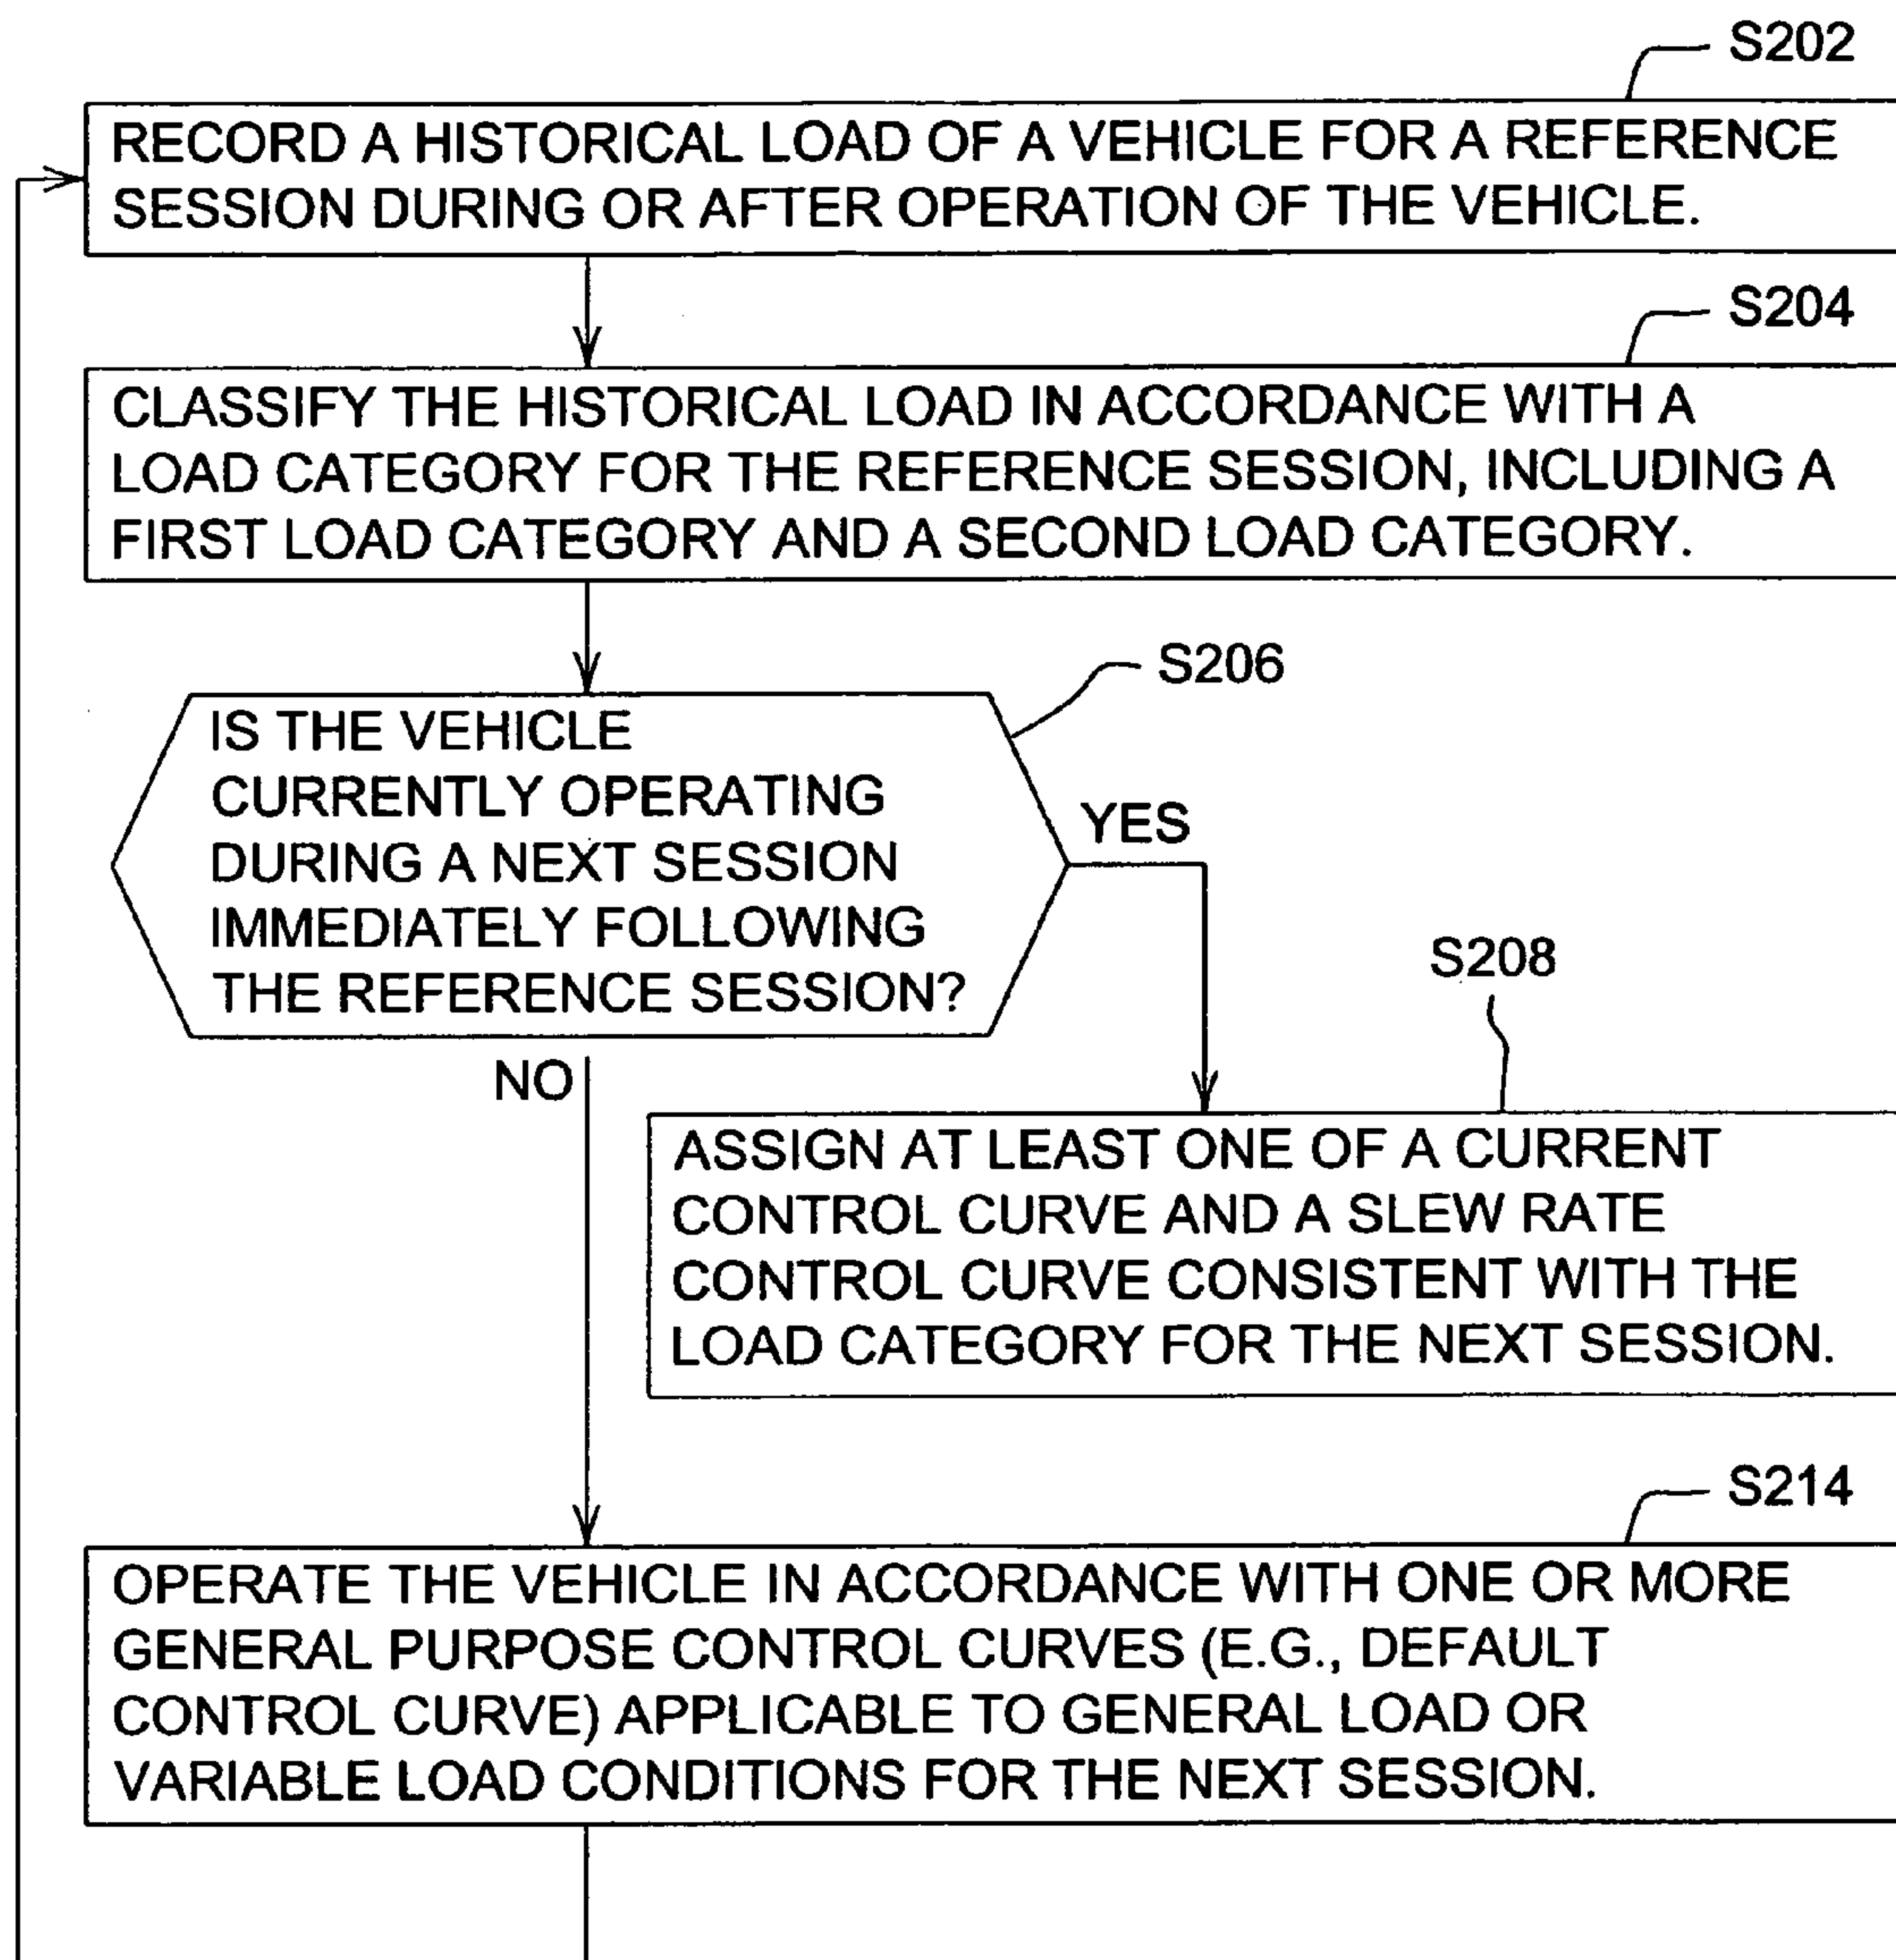 S202
RECORD A HISTORICAL LOAD OF A VEHICLE FOR A REFERENCE
SESSION DURING OR AFTER OPERATION OF THE VEHICLE.
S204
CLASSIFY THE HISTORICAL LOAD IN ACCORDANCE WITH A
LOAD CATEGORY FOR THE REFERENCE SESSION, INCLUDING A
FIRST LOAD CATEGORY AND A SECOND LOAD CATEGORY.
S206
IS THE VEHICLE
CURRENTLY OPERATING
DURING A NEXT SESSION
IMMEDIATELY FOLLOWING
THE REFERENCE SESSION?
YES
NO
S208
ASSIGN AT LEAST ONE OF A CURRENT
CONTROL CURVE AND A SLEW RATE
CONTROL CURVE CONSISTENT WITH THE
LOAD CATEGORY FOR THE NEXT SESSION.
S214
OPERATE THE VEHICLE IN ACCORDANCE WITH ONE OR MORE
GENERAL PURPOSE CONTROL CURVES (E.G., DEFAULT
CONTROL CURVE) APPLICABLE TO GENERAL LOAD OR
VARIABLE LOAD CONDITIONS FOR THE NEXT SESSION.